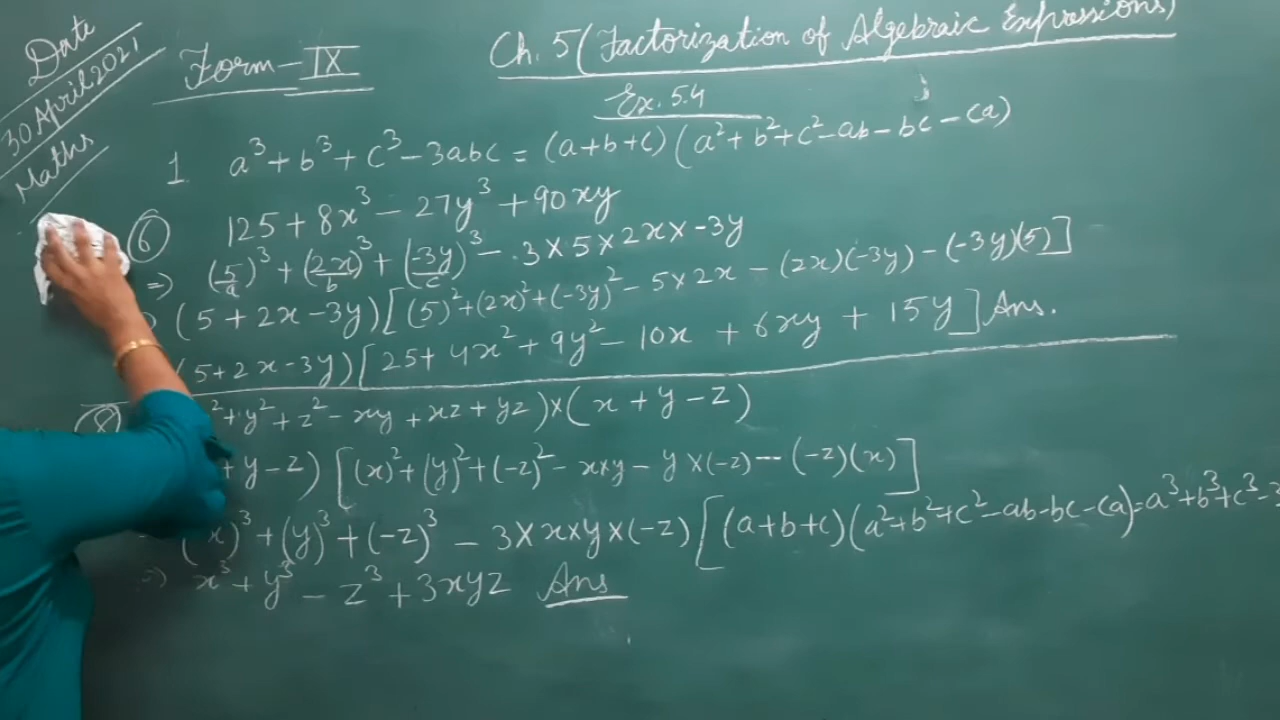 Date
30 April 2021
Maths
Form-IX
Ch. 5 (Factorization of Algebraic Expressions)
Ex. 5.4
1. a³ + b³ + c³ - 3abc = (a+b+c) (a² + b² + c² - ab - bc - ca)
⑥ 125 + 8x³ - 27y³ + 90xy
⇒ (5)³ + (2x)³ + (-3y)³ - 3×5×2x×-3y
a b c
(5 + 2x - 3y) [(5)² + (2x)² + (-3y)² - 5×2x - (2x)(-3y) - (-3y)(5)]
(5+2x-3y) [25 + 4x² + 9y² - 10x + 6xy + 15y] Ans.
⑧ ² + y² + z² - xy + xz + yz) × (x + y - z)
+ y - z) [(x)² + (y)² + (-z)² - x×y - y×(-z) - (-z)(x)]
(x)³ + (y)³ + (-z)³ - 3×x×y×(-z) [(a+b+c)(a²+b²+c²-ab-bc-ca)=a³+b³+c³-3
⇒ x³ + y³ - z³ + 3xyz Ans